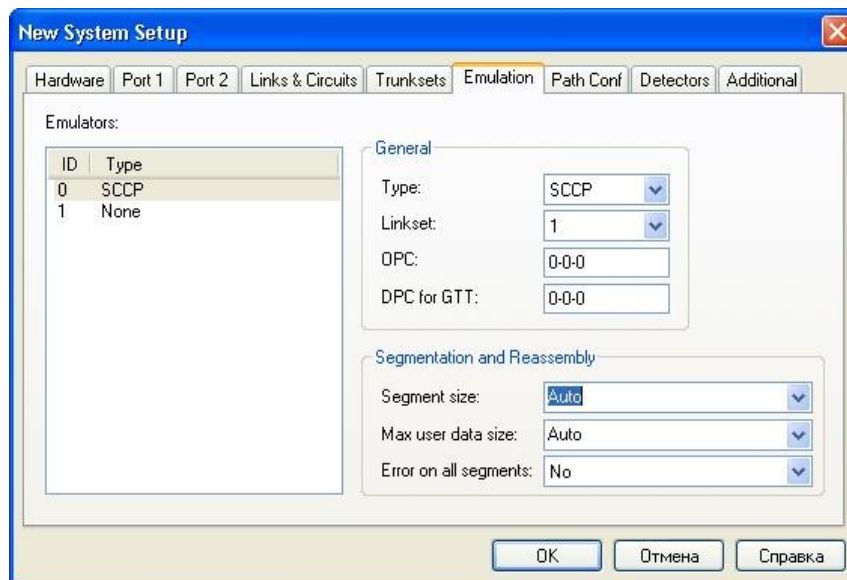 New System Setup
Hardware Port 1 Port 2 Links & Circuits Trunksets Emulation Path Conf Detectors Additional
Emulators:
ID Type
0 SCCP
1 None
General
Type: SCCP
Linkset: 1
OPC: 0-0-0
DPC for GTT: 0-0-0
Segmentation and Reassembly
Segment size: Auto
Max user data size: Auto
Error on all segments: No
OK Отмена Справка